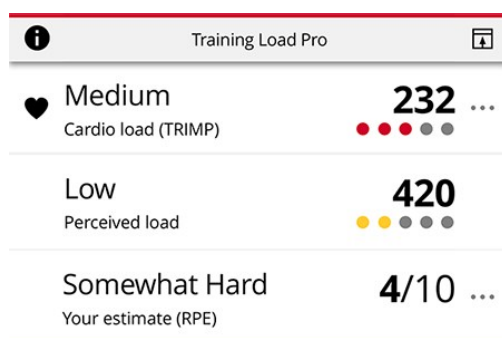 Training Load Pro
Medium 232
Cardio load (TRIMP)
Low 420
Perceived load
Somewhat Hard 4/10
Your estimate (RPE)